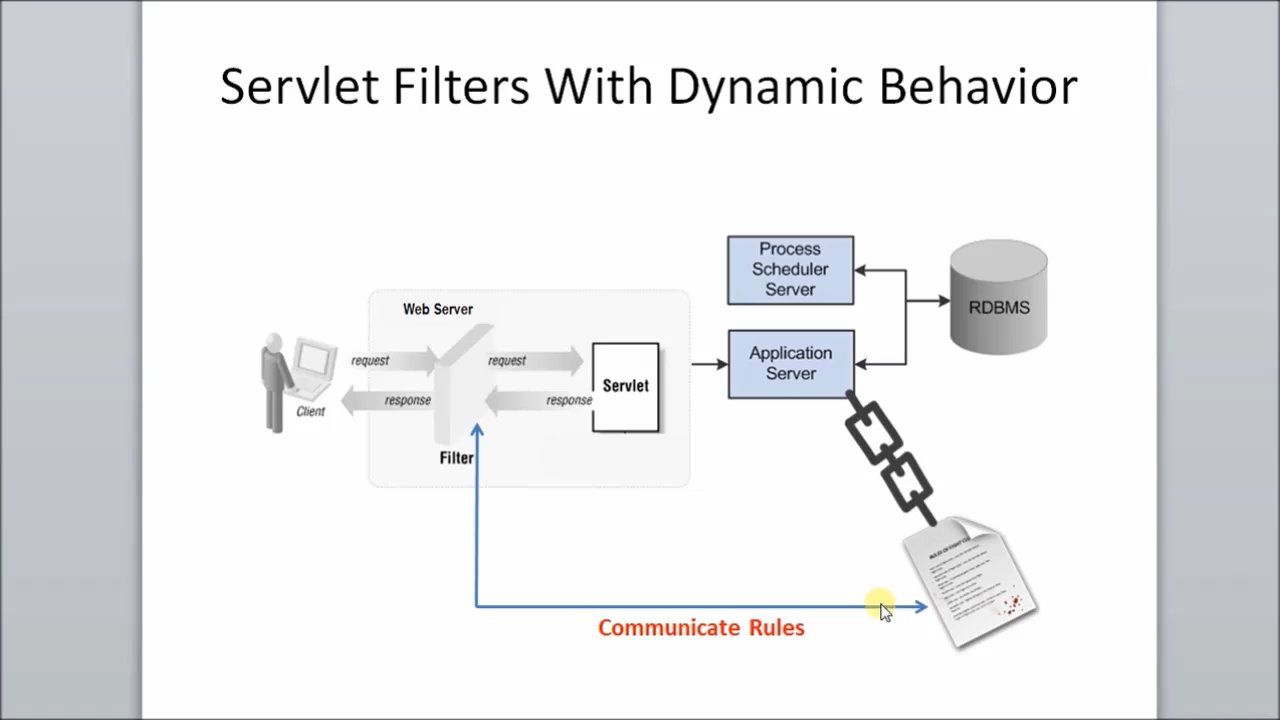 Servlet Filters With Dynamic Behavior
Process
Scheduler
Server
RDBMS
Web Server
request
request
Application
Server
Servlet
response
response
Client
Filter
Communicate Rules